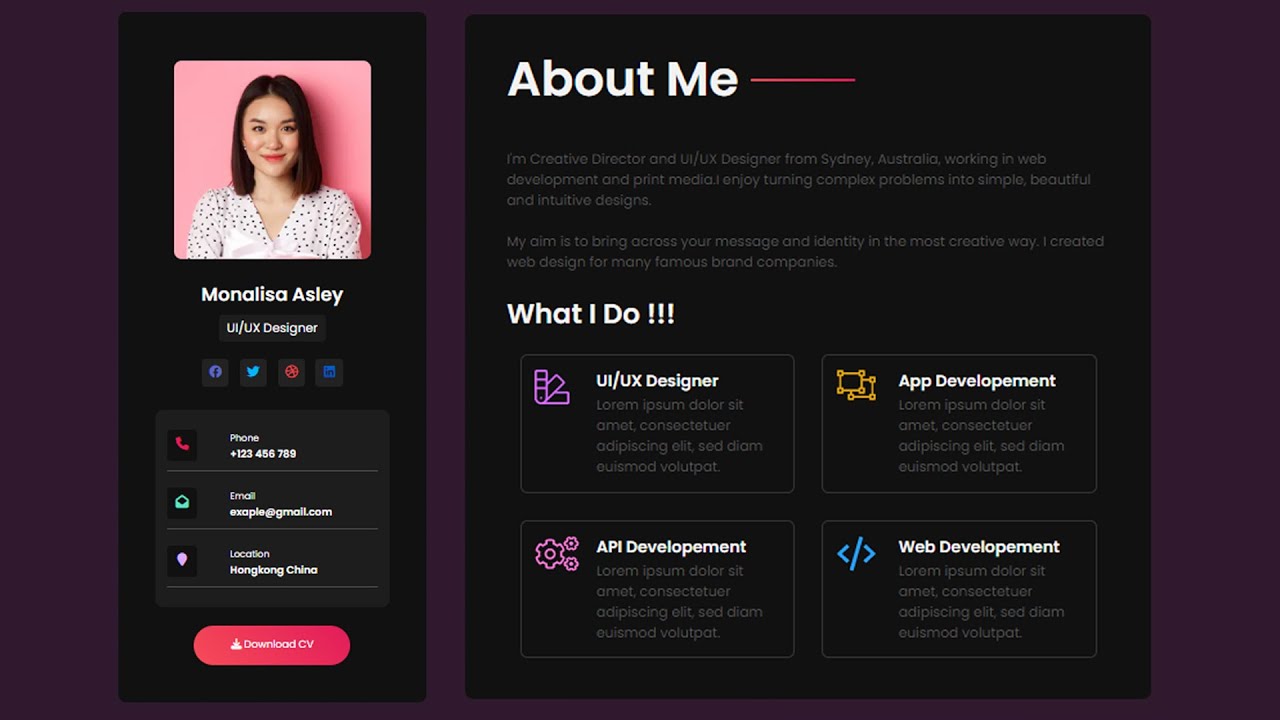 Monalisa Asley
UI/UX Designer
Phone
+123 456 789
Email
exaple@gmail.com
Location
Hongkong China
Download CV
About Me
I'm Creative Director and UI/UX Designer from Sydney, Australia, working in web
development and print media.I enjoy turning complex problems into simple, beautiful
and intuitive designs.
My aim is to bring across your message and identity in the most creative way. I created
web design for many famous brand companies.
What I Do !!!
UI/UX Designer
Lorem ipsum dolor sit
amet, consectetuer
adipiscing elit, sed diam
euismod volutpat.
App Developement
Lorem ipsum dolor sit
amet, consectetuer
adipiscing elit, sed diam
euismod volutpat.
API Developement
Lorem ipsum dolor sit
amet, consectetuer
adipiscing elit, sed diam
euismod volutpat.
Web Developement
Lorem ipsum dolor sit
amet, consectetuer
adipiscing elit, sed diam
euismod volutpat.